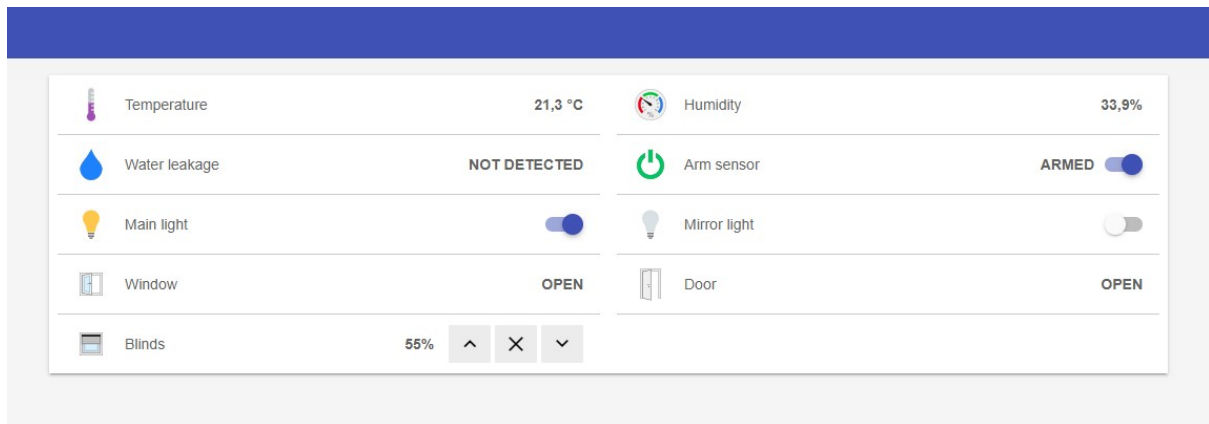 Temperature 21,3 °C Humidity 33,9%
Water leakage NOT DETECTED Arm sensor ARMED
Main light Mirror light
Window OPEN Door OPEN
Blinds 55%